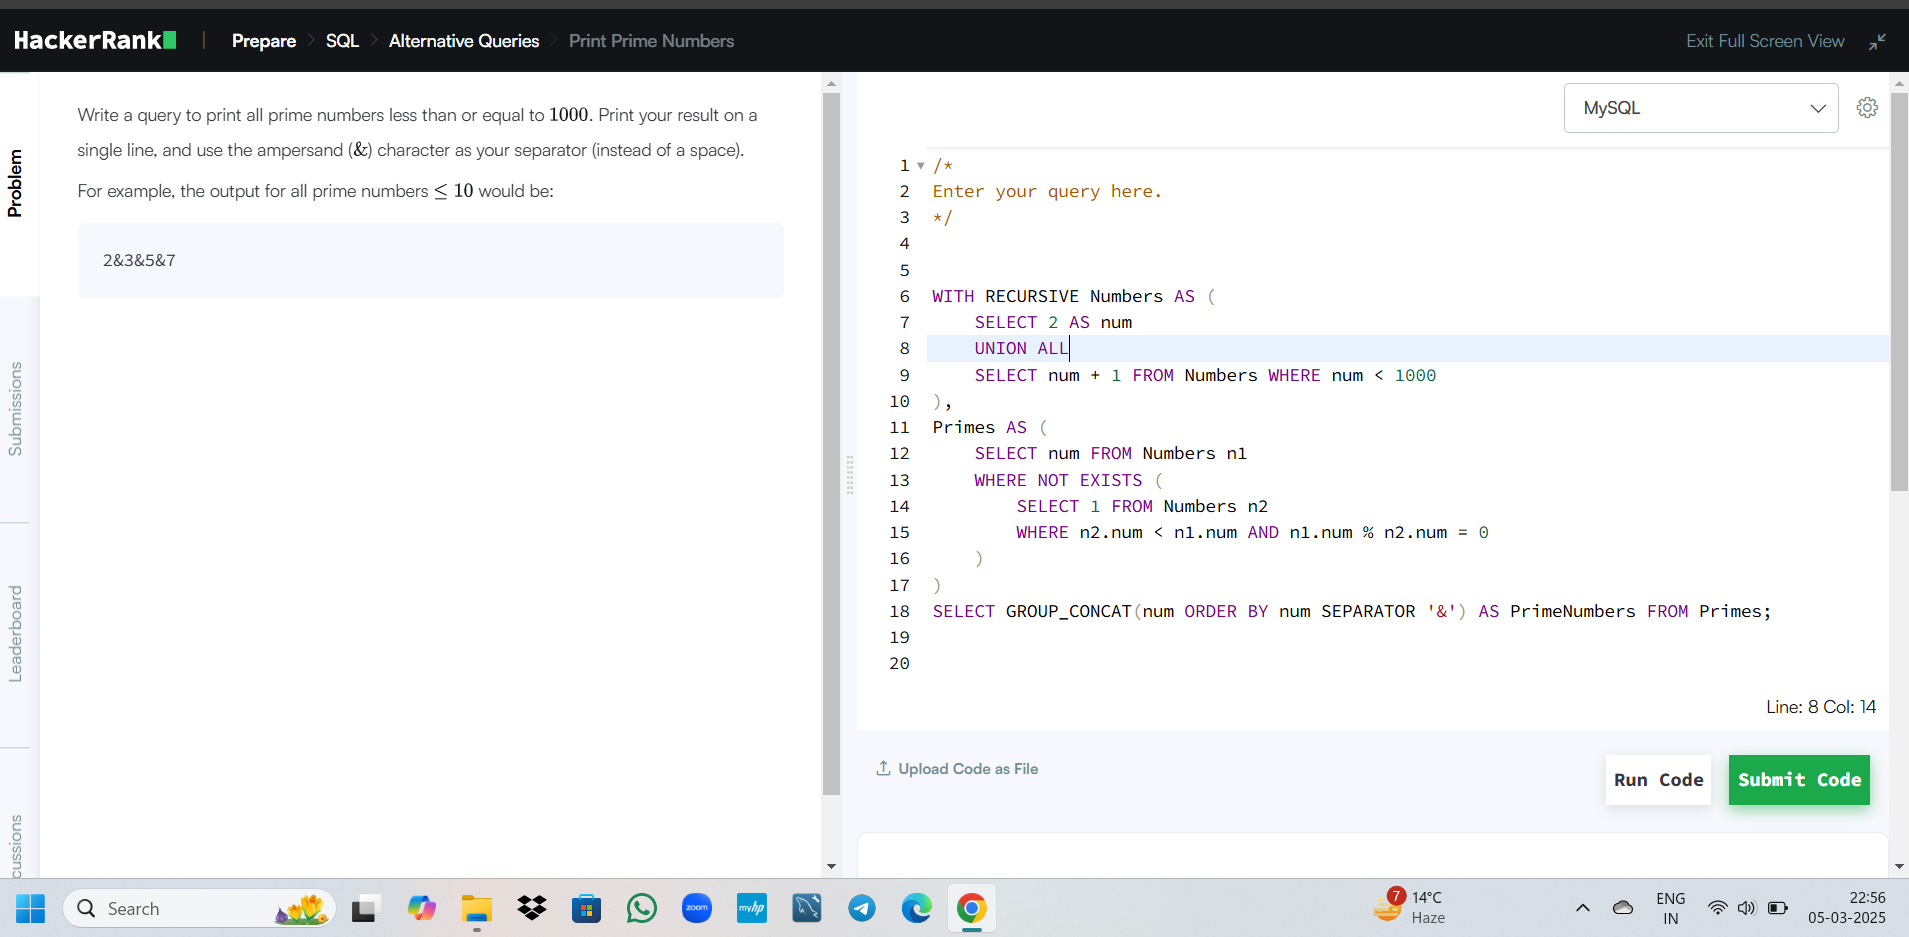 HackerRank | Prepare > SQL > Alternative Queries > Print Prime Numbers
Exit Full Screen View
Problem
Submissions
Leaderboard
cussions
Write a query to print all prime numbers less than or equal to 1000. Print your result on a
single line, and use the ampersand (&) character as your separator (instead of a space).
For example, the output for all prime numbers ≤ 10 would be:
2&3&5&7
MySQL
1 /*
2 Enter your query here.
3 */
4
5
6 WITH RECURSIVE Numbers AS (
7     SELECT 2 AS num
8     UNION ALL
9     SELECT num + 1 FROM Numbers WHERE num < 1000
10 ),
11 Primes AS (
12     SELECT num FROM Numbers n1
13     WHERE NOT EXISTS (
14         SELECT 1 FROM Numbers n2
15         WHERE n2.num < n1.num AND n1.num % n2.num = 0
16     )
17 )
18 SELECT GROUP_CONCAT(num ORDER BY num SEPARATOR '&') AS PrimeNumbers FROM Primes;
19
20
Line: 8 Col: 14
Upload Code as File
Run Code
Submit Code
Search
zoom
myhp
7
14°C
Haze
ENG
IN
22:56
05-03-2025